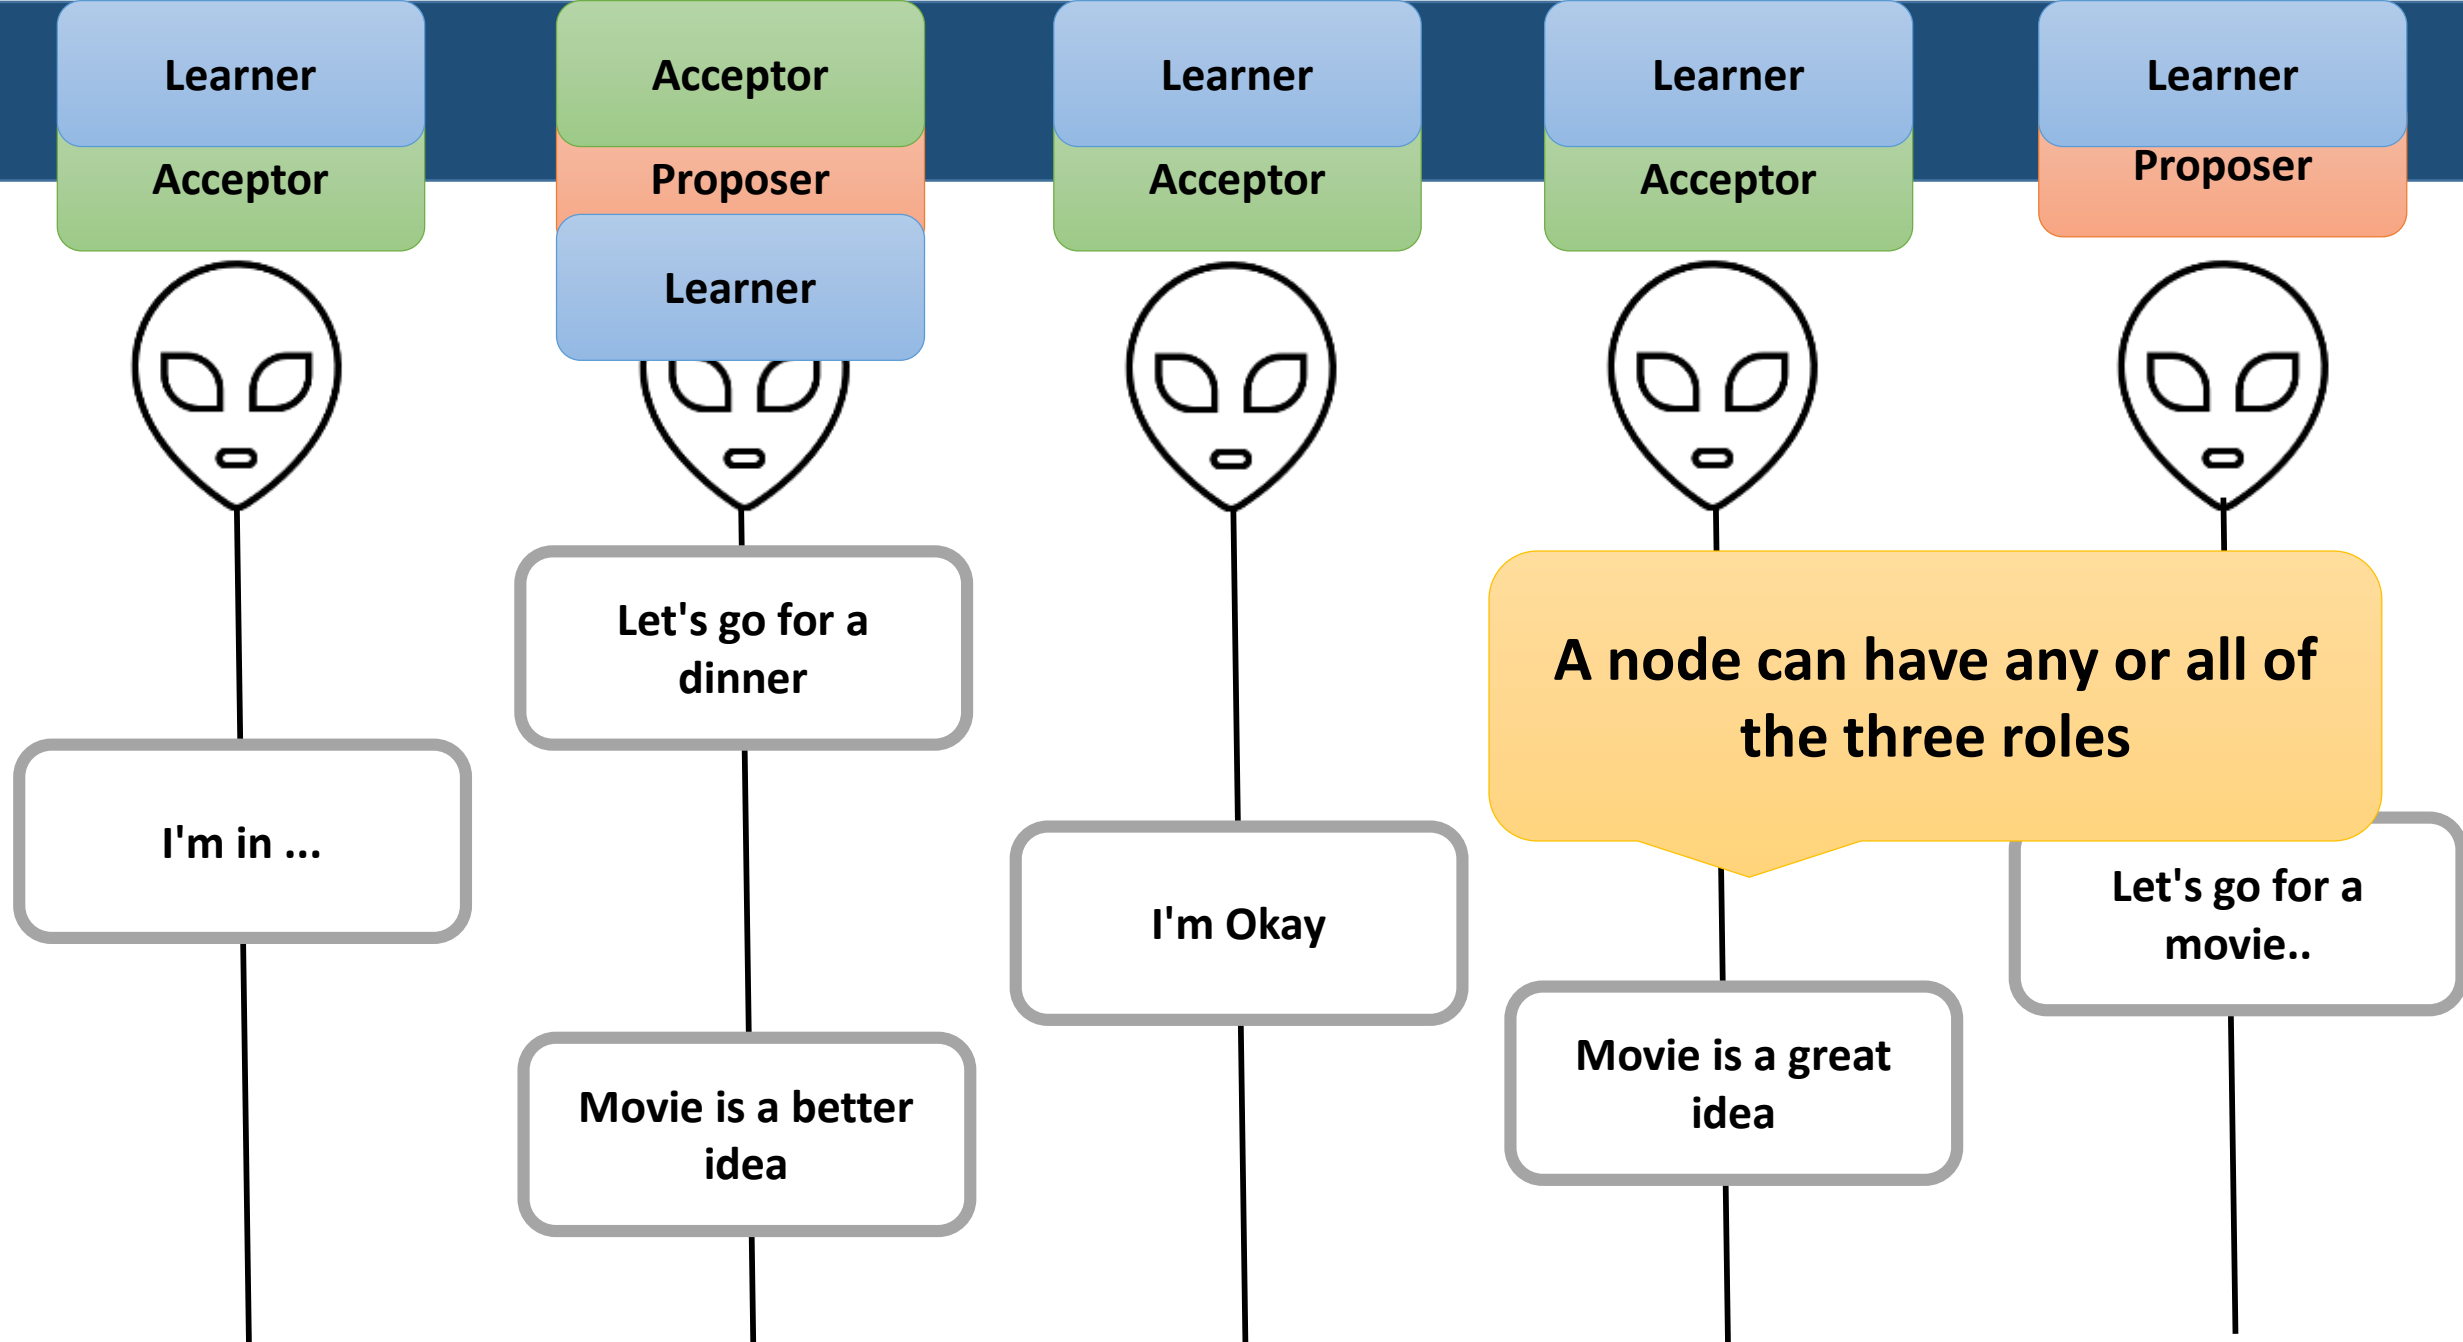 Learner
Acceptor
Acceptor
Proposer
Learner
Learner
Acceptor
Learner
Acceptor
Learner
Proposer
Let's go for a
dinner
A node can have any or all of
the three roles
I'm in ...
I'm Okay
Let's go for a
movie..
Movie is a better
idea
Movie is a great
idea